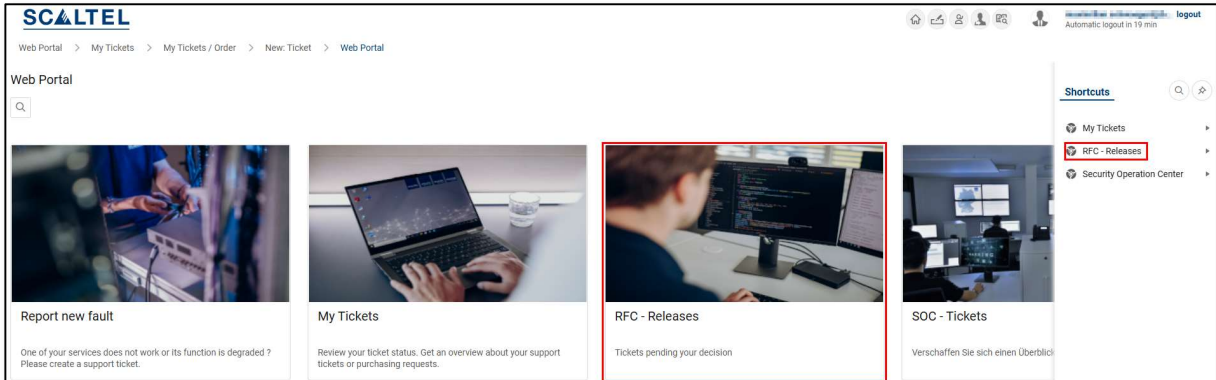 SCALTEL
logout
Automatic logout in 19 min
Web Portal > My Tickets > My Tickets / Order > New: Ticket > Web Portal
Web Portal
Shortcuts
My Tickets
RFC - Releases
Security Operation Center
Report new fault
One of your services does not work or its function is degraded ?
Please create a support ticket.
My Tickets
Review your ticket status. Get an overview about your support
tickets or purchasing requests.
RFC - Releases
Tickets pending your decision
SOC - Tickets
Verschaffen Sie sich einen